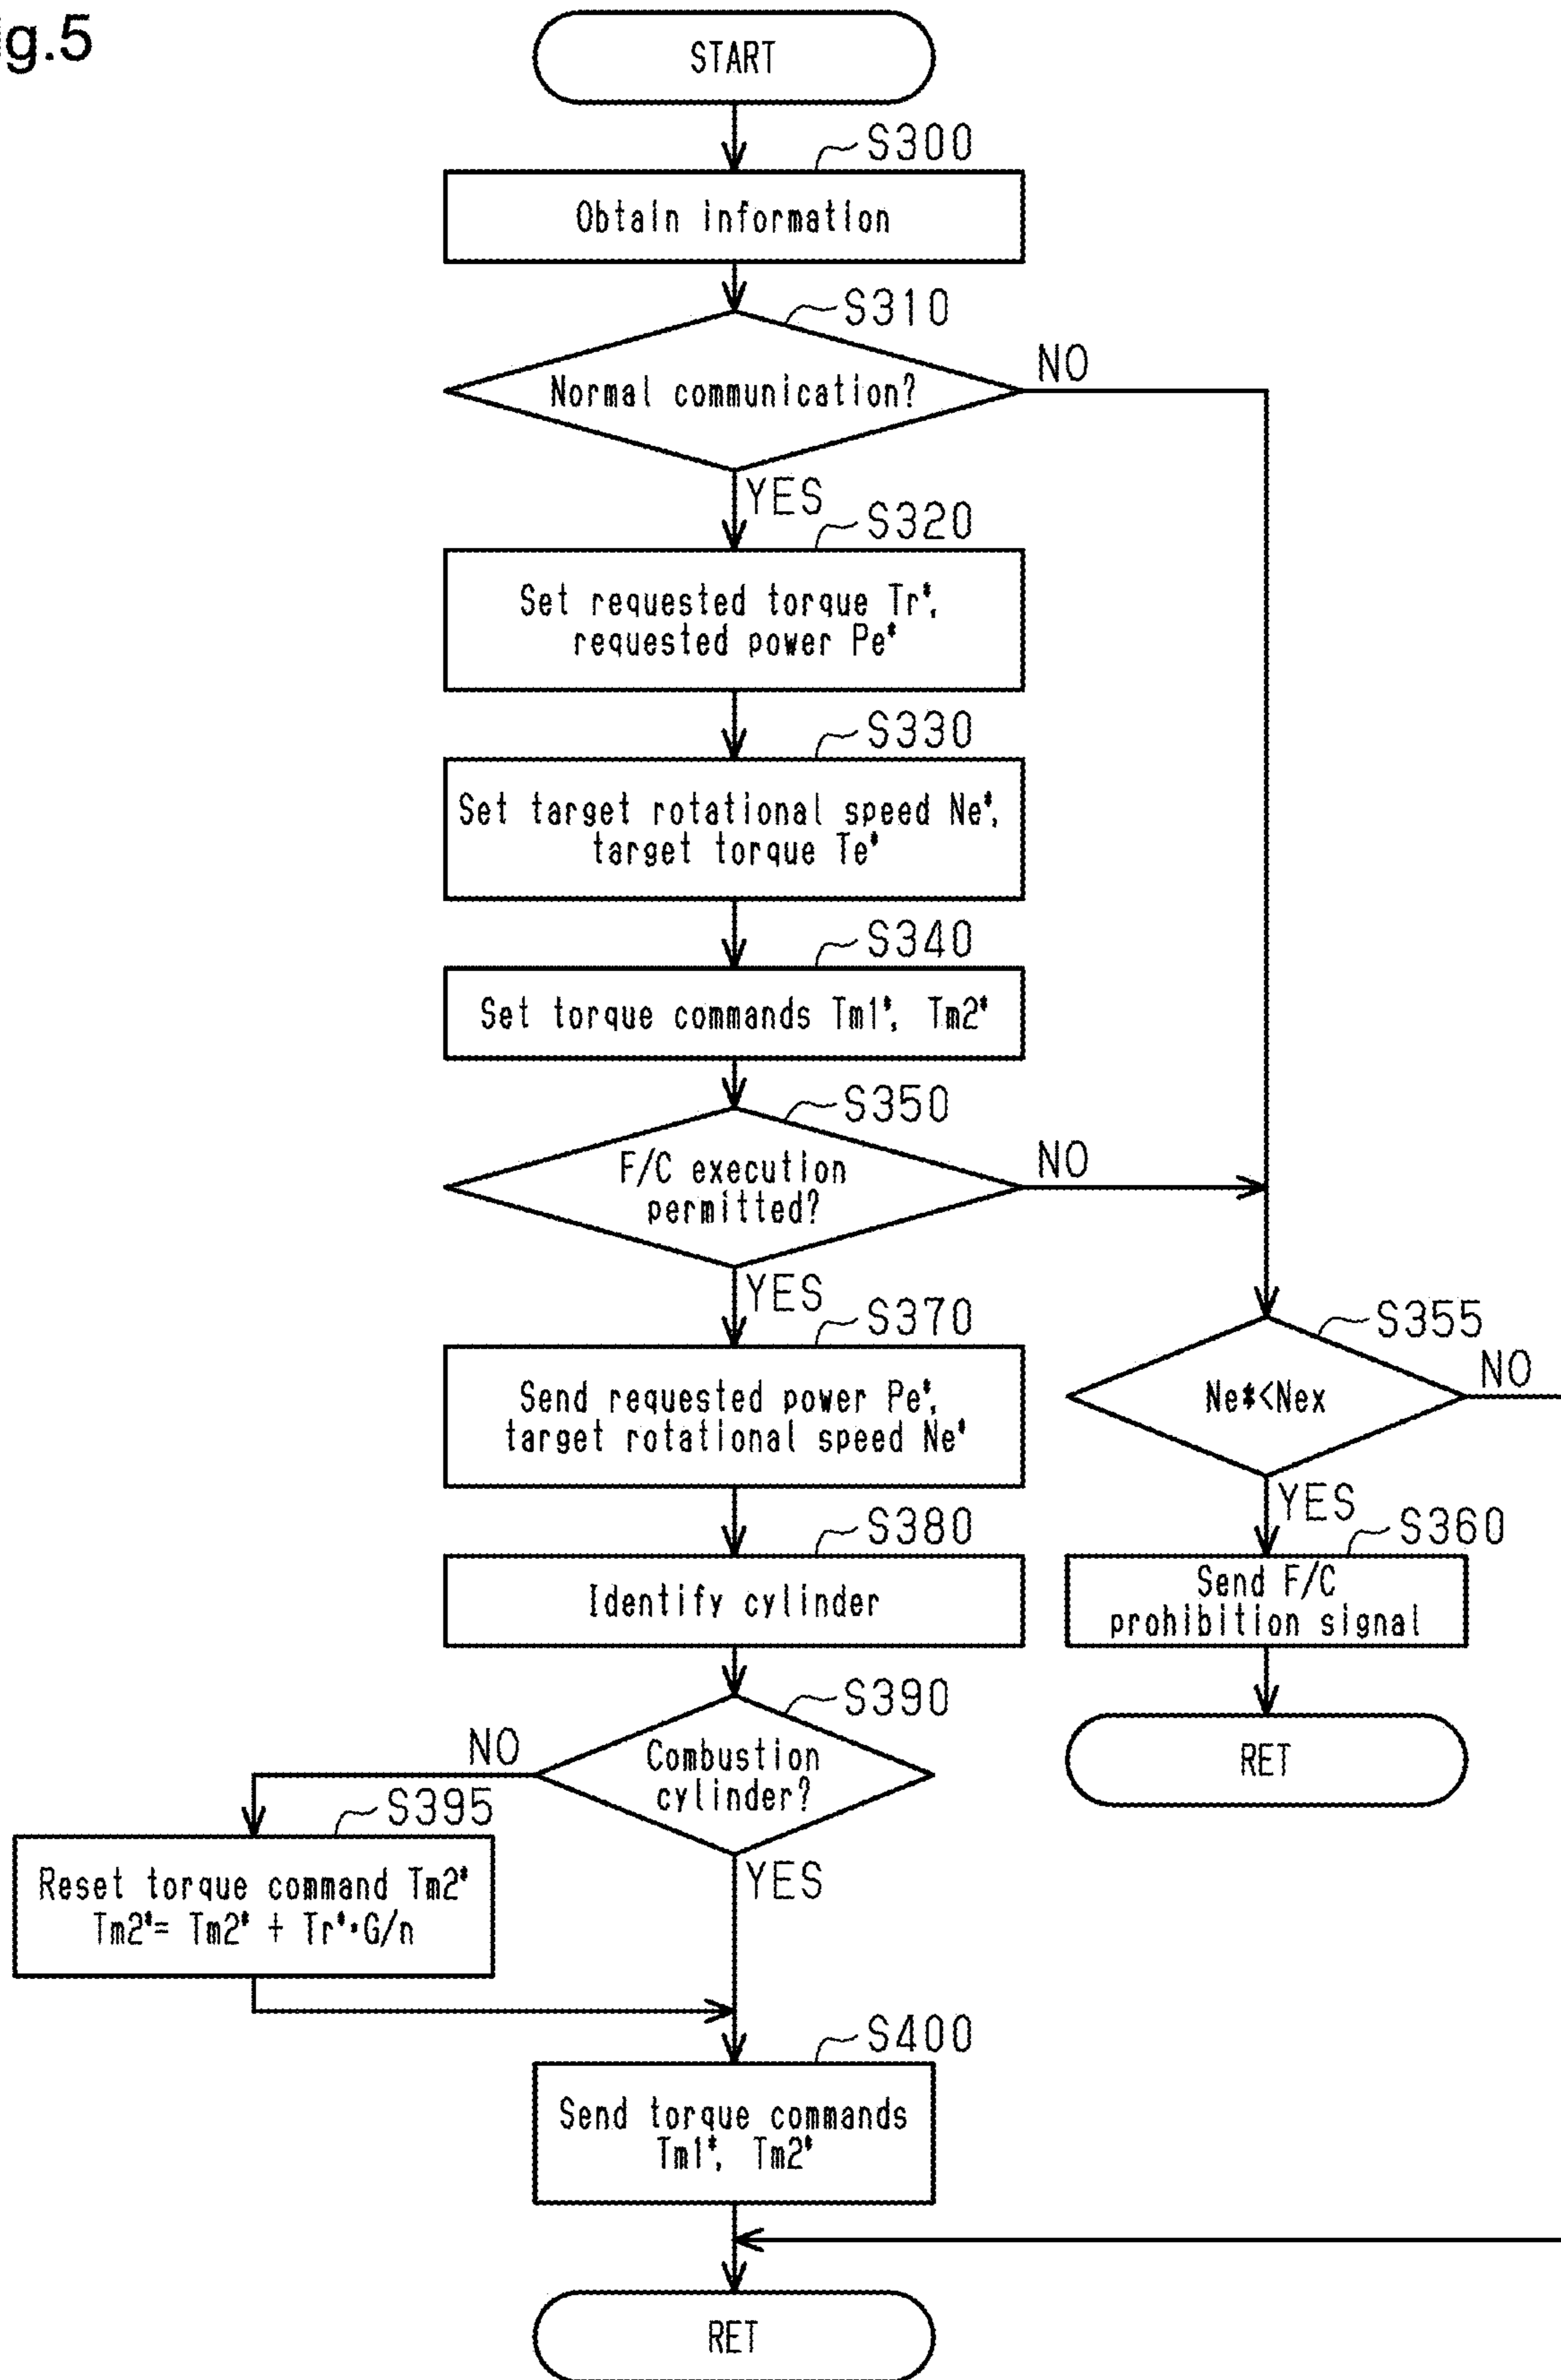 g.5
START
S300
Obtain information
S310
Normal communication?
NO
YES
S320
Set requested torque Tr*,
requested power Pe*
S330
Set target rotational speed Ne*,
target torque Te*
S340
Set torque commands Tm1*, Tm2*
S350
F/C execution
permitted?
NO
YES
S370
Send requested power Pe*,
target rotational speed Ne*
S355
Ne*<Nex
NO
YES
S360
Send F/C
prohibition signal
RET
S380
Identify cylinder
S390
Combustion
cylinder?
NO
S395
Reset torque command Tm2*
Tm2*= Tm2* + Tr*·G/n
YES
S400
Send torque commands
Tm1*, Tm2*
RET